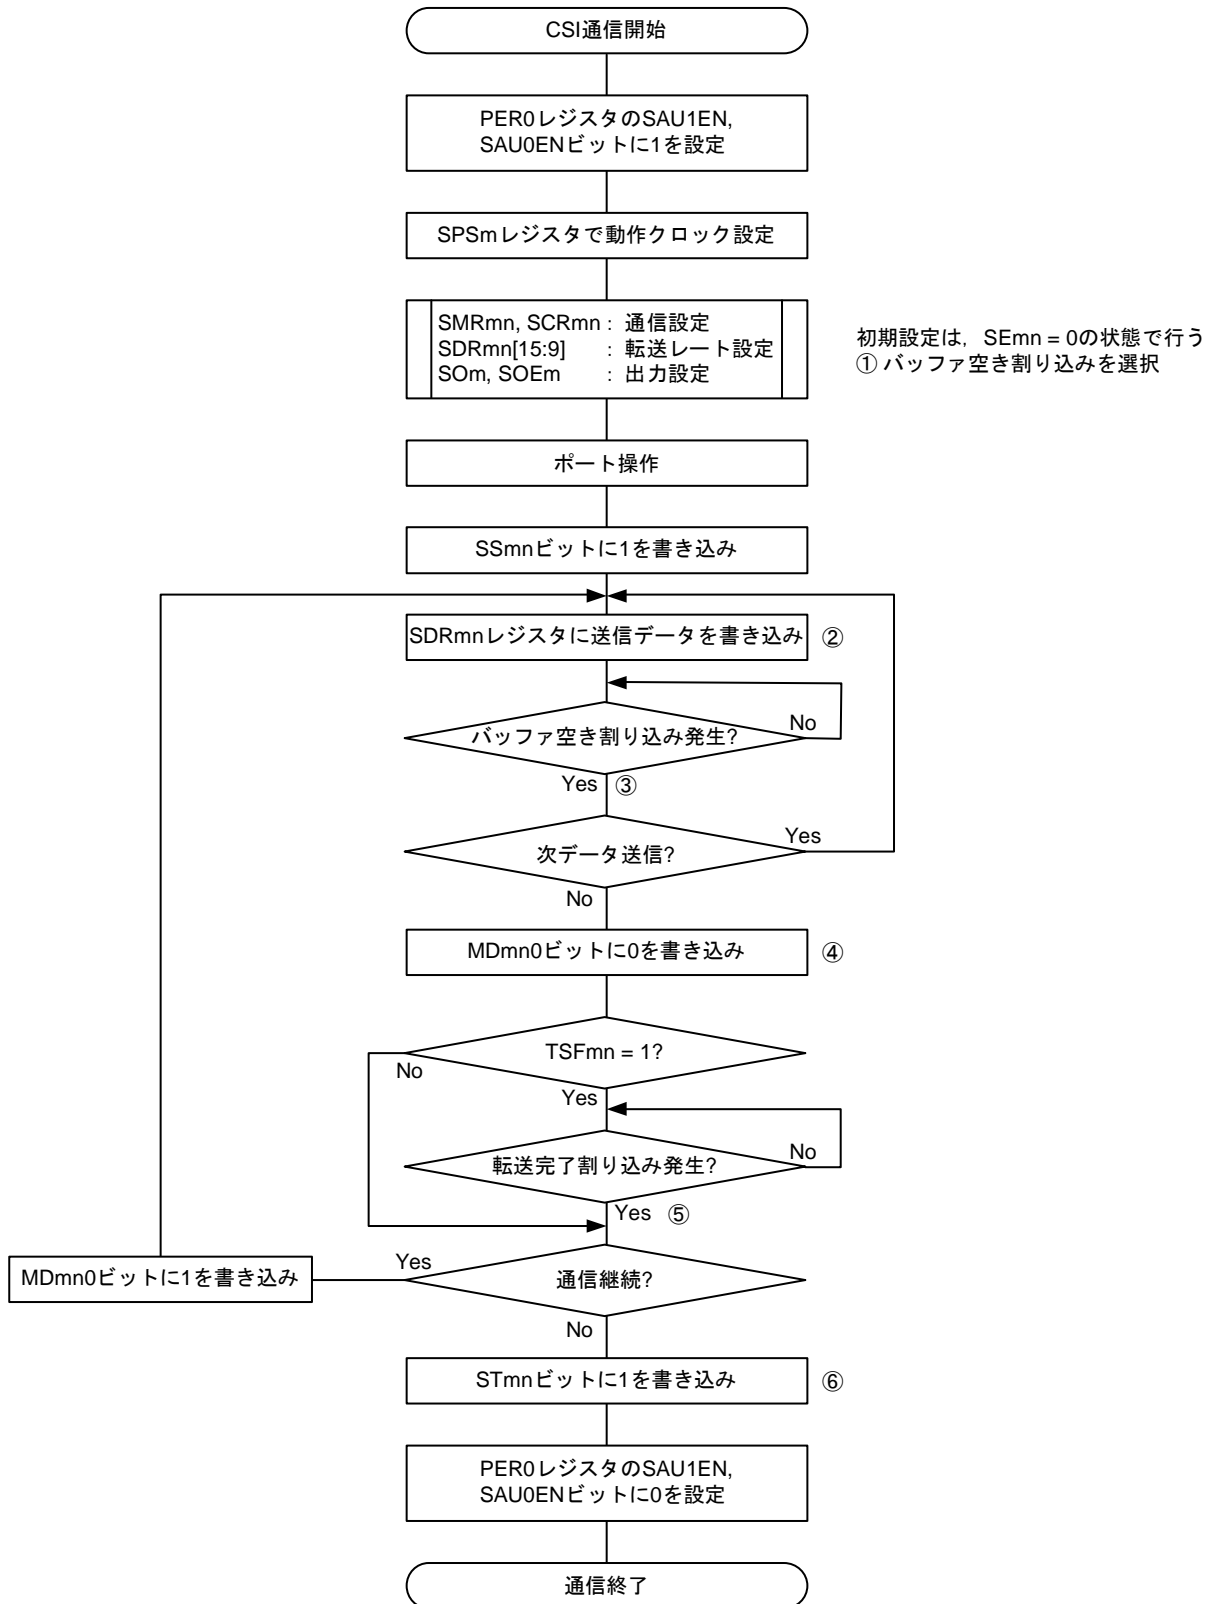 CSI通信開始
PER0レジスタのSAU1EN,
SAU0ENビットに1を設定
SPSmレジスタで動作クロック設定
SMRmn, SCRmn : 通信設定
SDRmn[15:9] : 転送レート設定
SOm, SOEm : 出力設定
初期設定は, SEmn = 0の状態で行う
① バッファ空き割り込みを選択
ポート操作
SSmnビットに1を書き込み
SDRmnレジスタに送信データを書き込み ②
バッファ空き割り込み発生?
No
Yes ③
次データ送信?
Yes
No
MDmn0ビットに0を書き込み ④
TSFmn = 1?
No
Yes
転送完了割り込み発生?
No
Yes ⑤
通信継続?
Yes
MDmn0ビットに1を書き込み
No
STmnビットに1を書き込み ⑥
PER0レジスタのSAU1EN,
SAU0ENビットに0を設定
通信終了